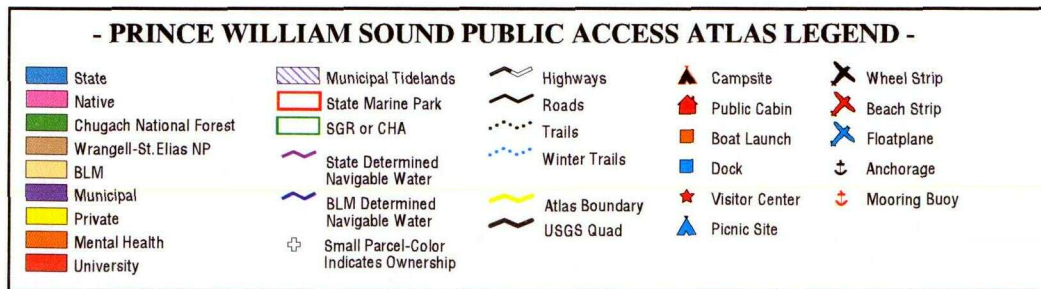 - PRINCE WILLIAM SOUND PUBLIC ACCESS ATLAS LEGEND -
State
Native
Chugach National Forest
Wrangell-St.Elias NP
BLM
Municipal
Private
Mental Health
University
Municipal Tidelands
State Marine Park
SGR or CHA
State Determined
Navigable Water
BLM Determined
Navigable Water
Small Parcel-Color
Indicates Ownership
Highways
Roads
Trails
Winter Trails
Atlas Boundary
USGS Quad
Campsite
Public Cabin
Boat Launch
Dock
Visitor Center
Picnic Site
Wheel Strip
Beach Strip
Floatplane
Anchorage
Mooring Buoy